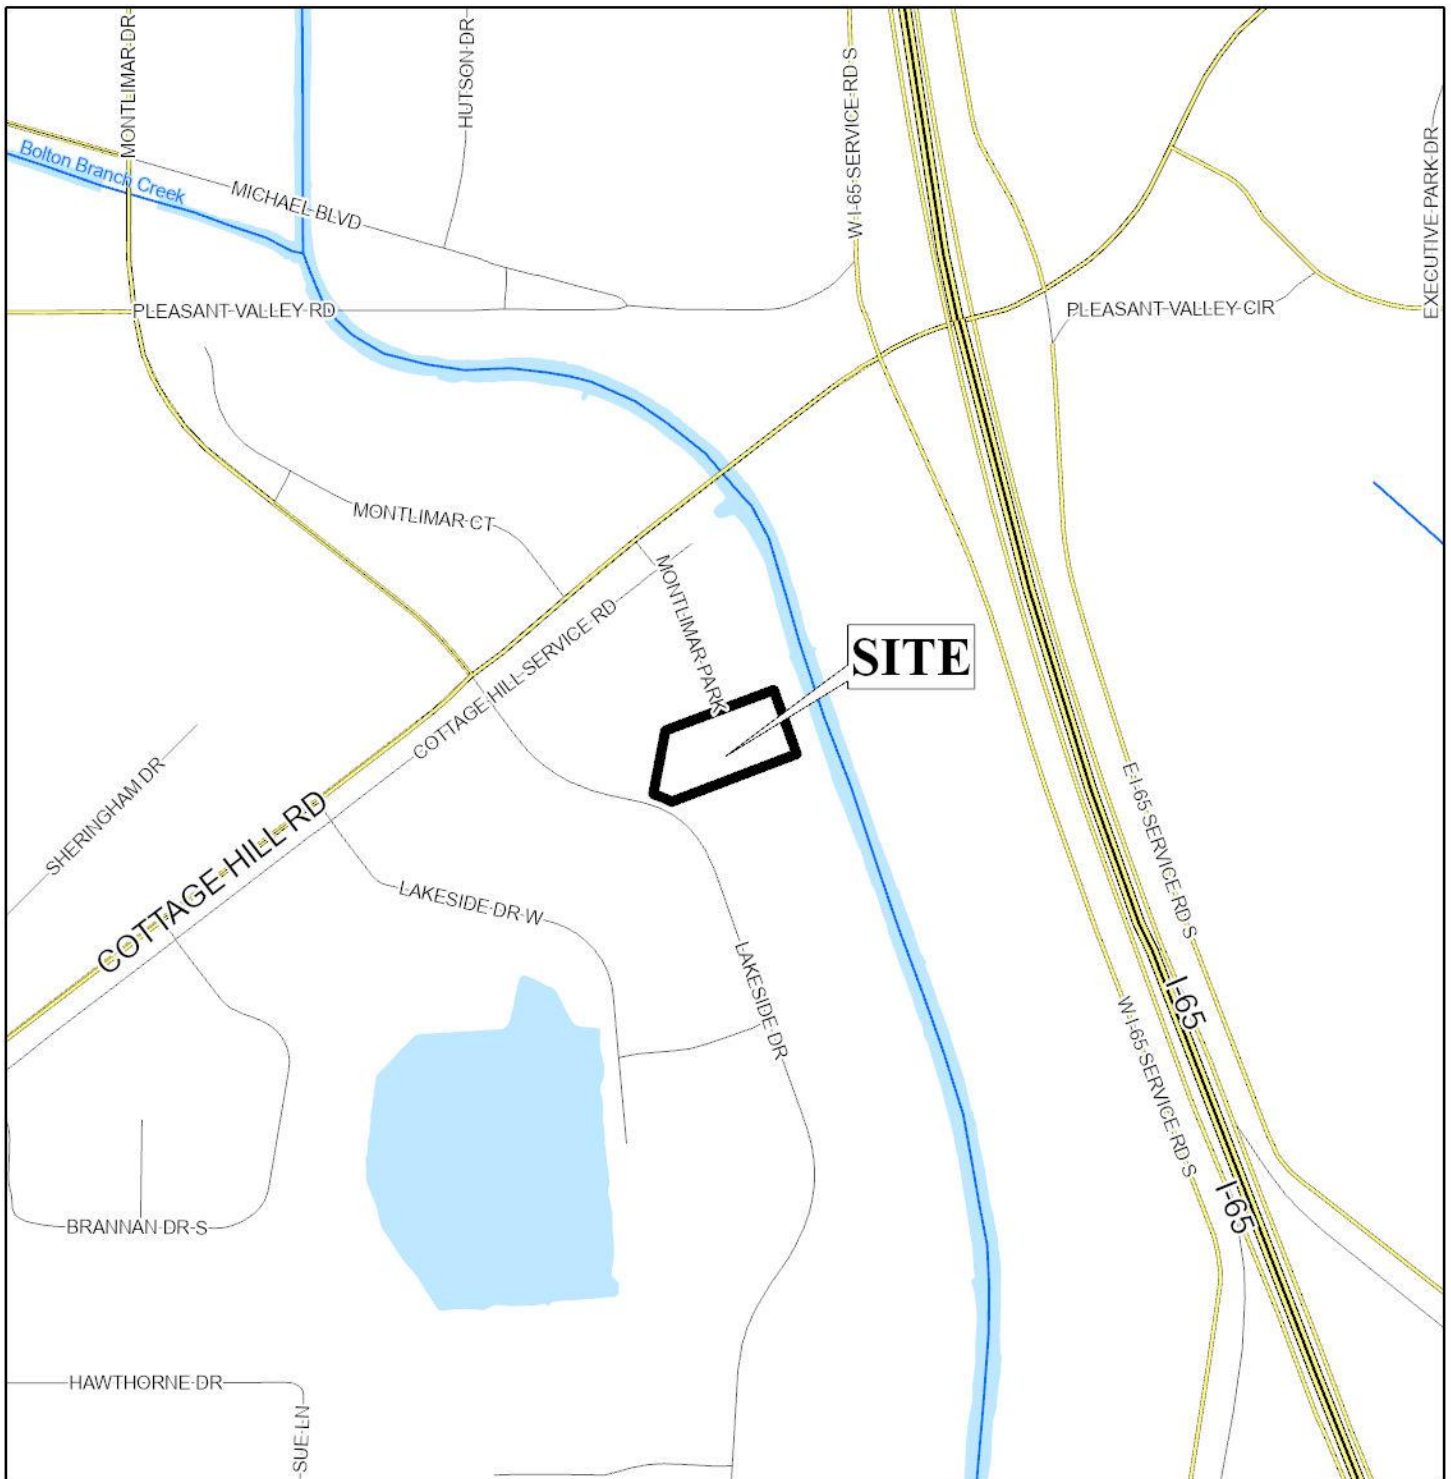 MONTLIMAR DR
HUTSON DR
W I-65 SERVICE RD S
EXECUTIVE PARK DR
Bolton Branch Creek
MICHAEL BLVD
PLEASANT VALLEY RD
PLEASANT VALLEY CIR
MONTLIMAR CT
MONTLIMAR PARK
COTTAGE HILL SERVICE RD
SITE
SHERINGHAM DR
COTTAGE HILL RD
E I-65 SERVICE RD S
LAKESIDE DR W
LAKESIDE DR
I-65
W I-65 SERVICE RD S
I-65
BRANNAN DR S
HAWTHORNE DR
SUE LN